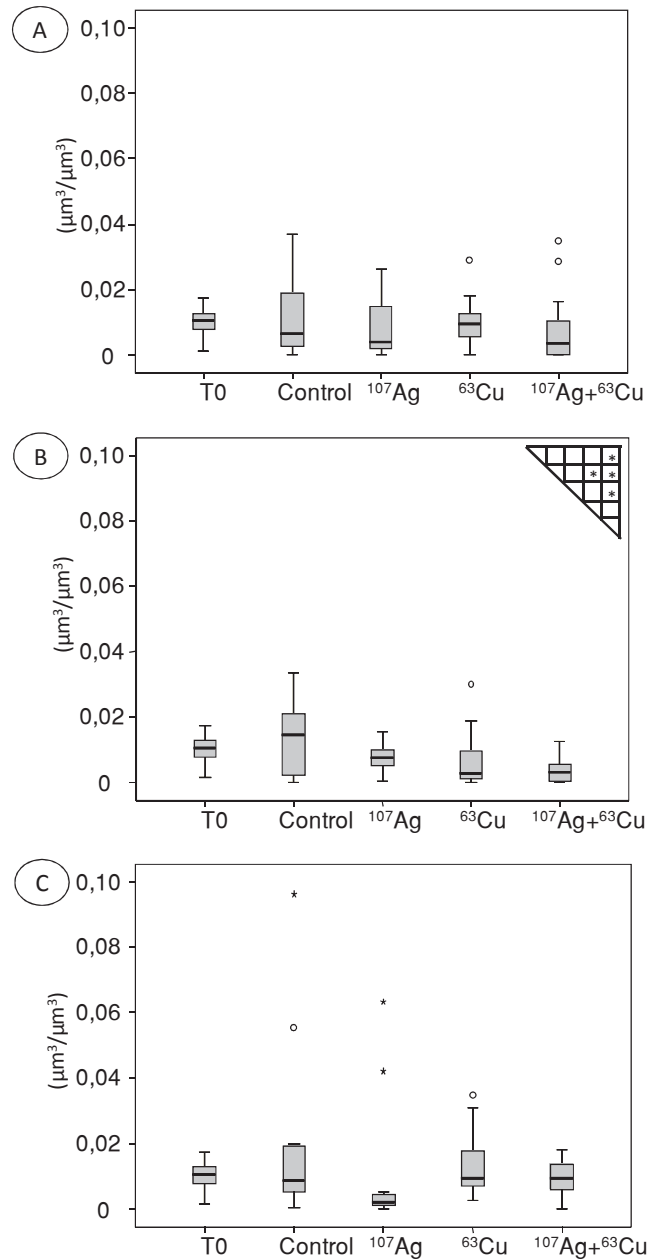 A
0,10
0,08
0,06
0,04
0,02
0
(μm³/μm³)
T0 Control ¹⁰⁷Ag ⁶³Cu ¹⁰⁷Ag+⁶³Cu
B
0,10
0,08
0,06
0,04
0,02
0
(μm³/μm³)
* * * *
T0 Control ¹⁰⁷Ag ⁶³Cu ¹⁰⁷Ag+⁶³Cu
C
0,10
0,08
0,06
0,04
0,02
0
(μm³/μm³)
T0 Control ¹⁰⁷Ag ⁶³Cu ¹⁰⁷Ag+⁶³Cu